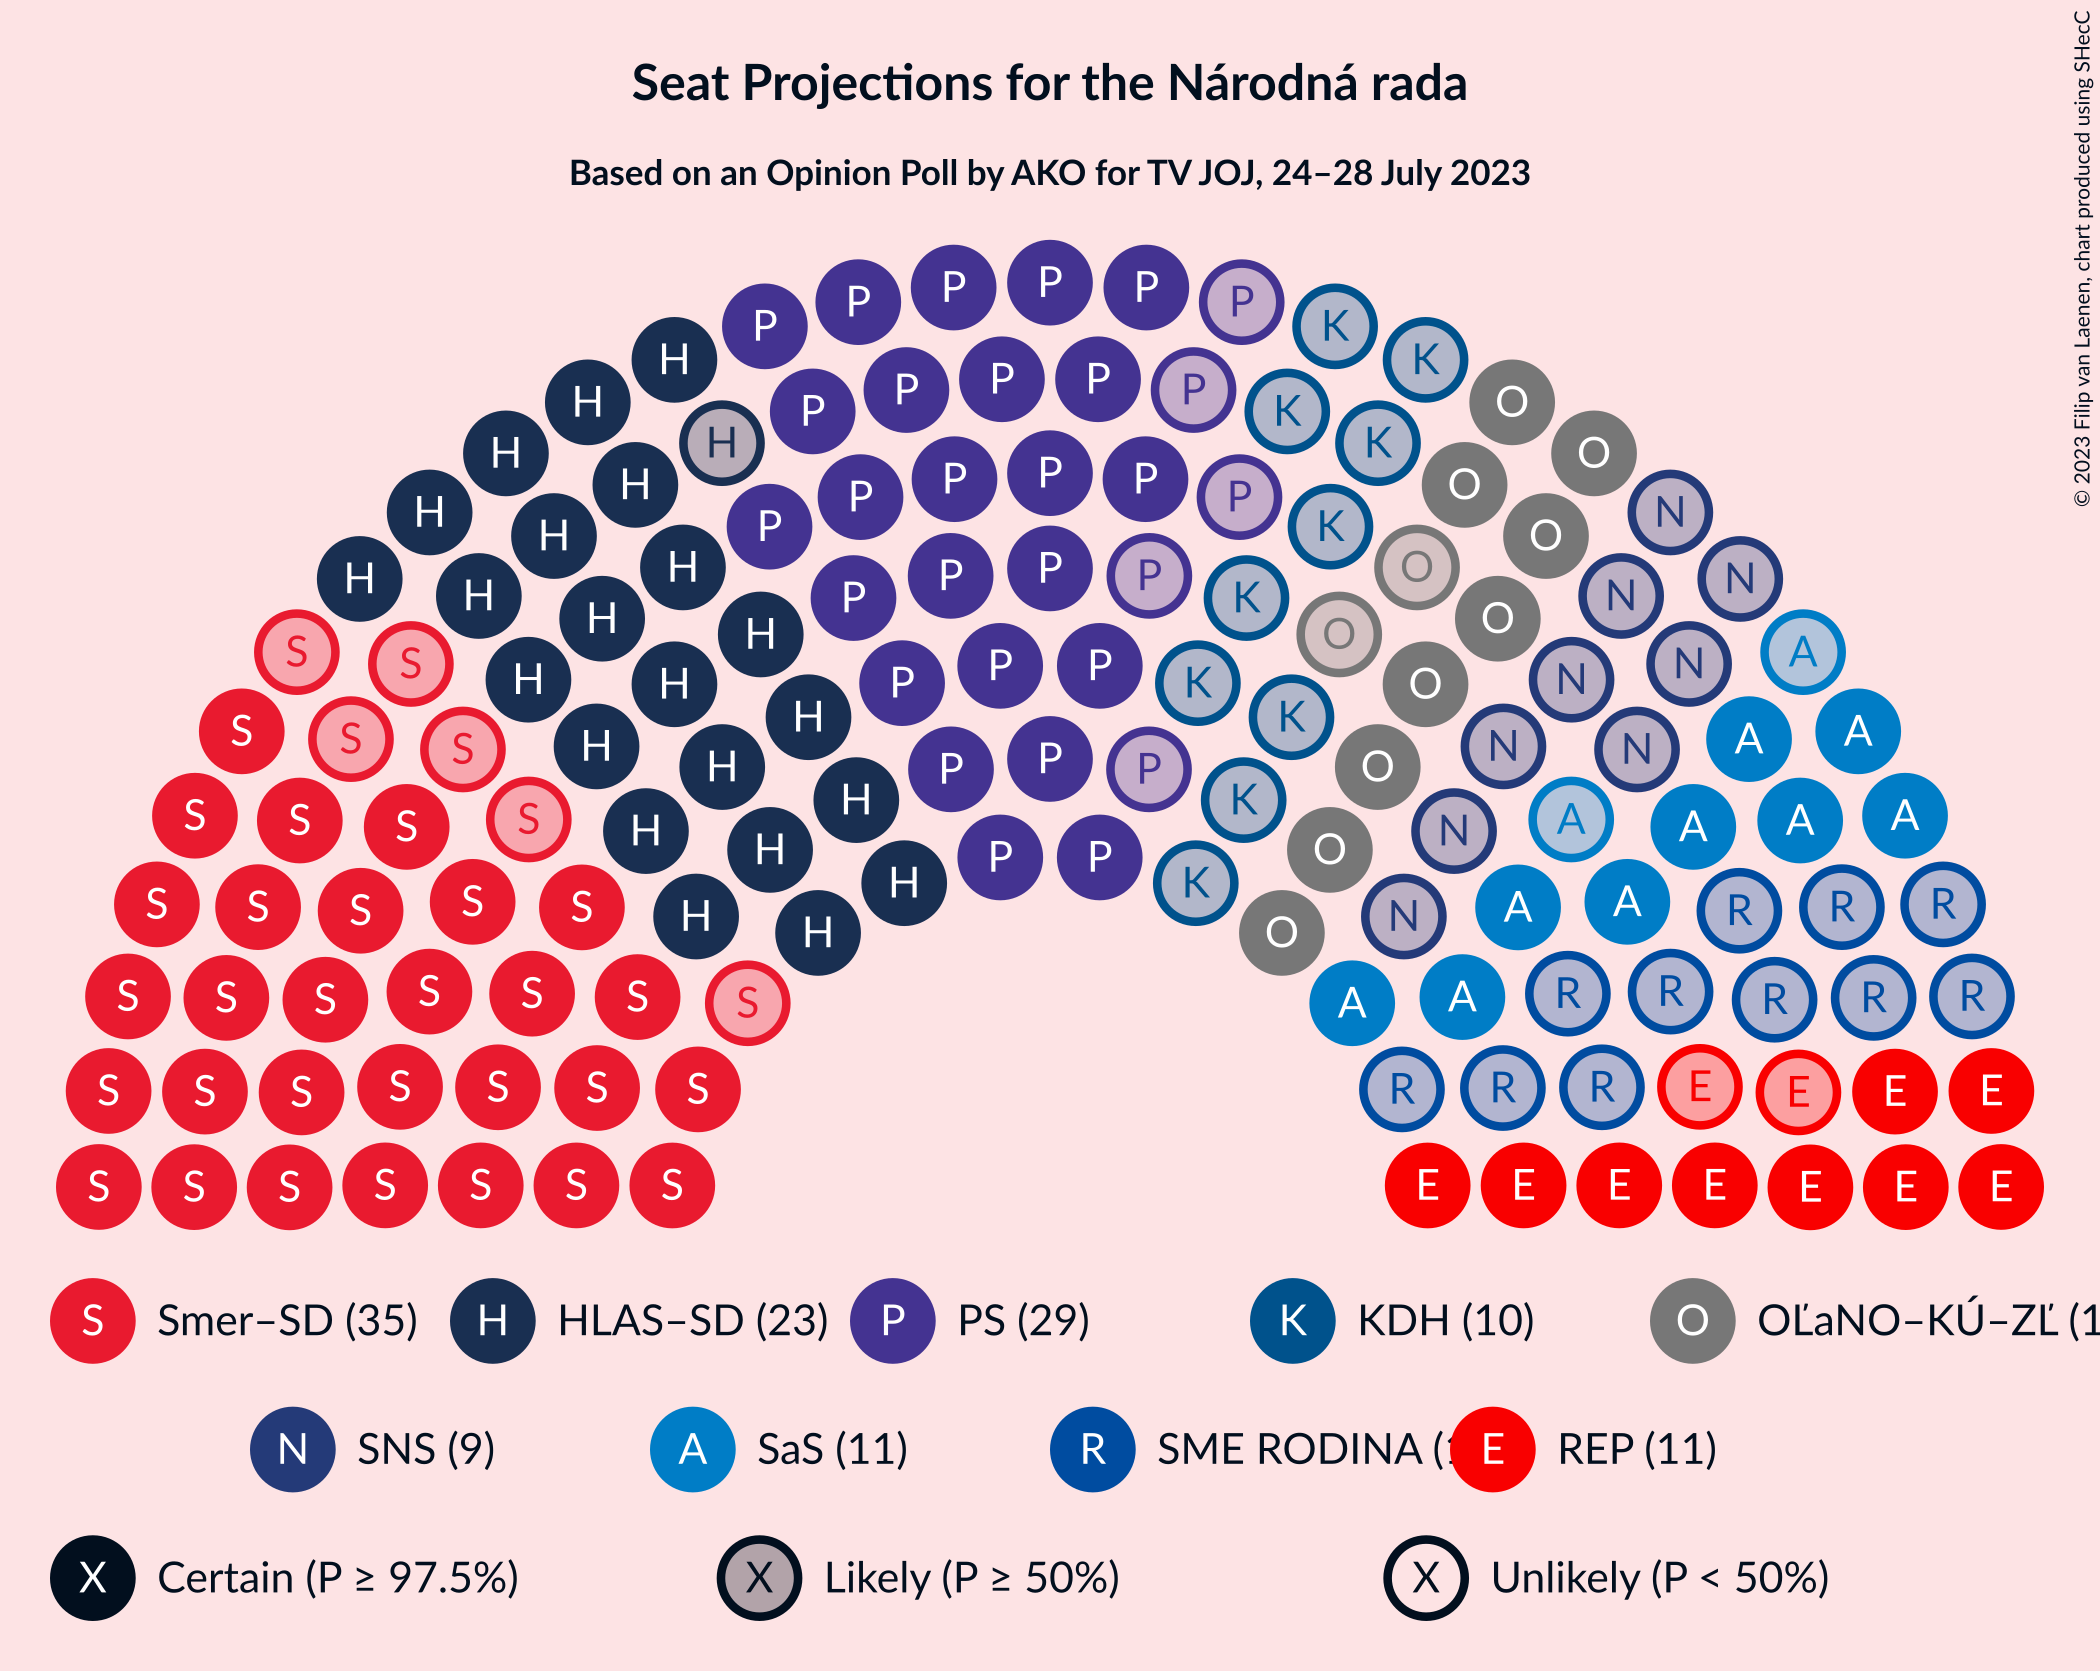 Seat Projections for the Národná rada
Based on an Opinion Poll by AKO for TV JOJ, 24–28 July 2023
© 2023 Filip van Laenen, chart produced using SHecC
P P P P P P
H K K
H P P P P P K O
H H K O
H H P P P P P P K O N
H H H K O O N
H H P P P P K O O N N
S S H H H P P P K O N N A
S S S H H H K O N N A A
S S S S H H H P P P K O N A A A A
S S S S S H H H P P K O N A A R R R
S S S S S S S H O A A R R R R R
S S S S S S S R R R E E E E
S S S S S S S E E E E E E E
S Smer–SD (35) H HLAS–SD (23) P PS (29) K KDH (10) O OĽaNO–KÚ–ZĽ (1
N SNS (9) A SaS (11) R SME RODINA ( E REP (11)
X Certain (P ≥ 97.5%) X Likely (P ≥ 50%) X Unlikely (P < 50%)